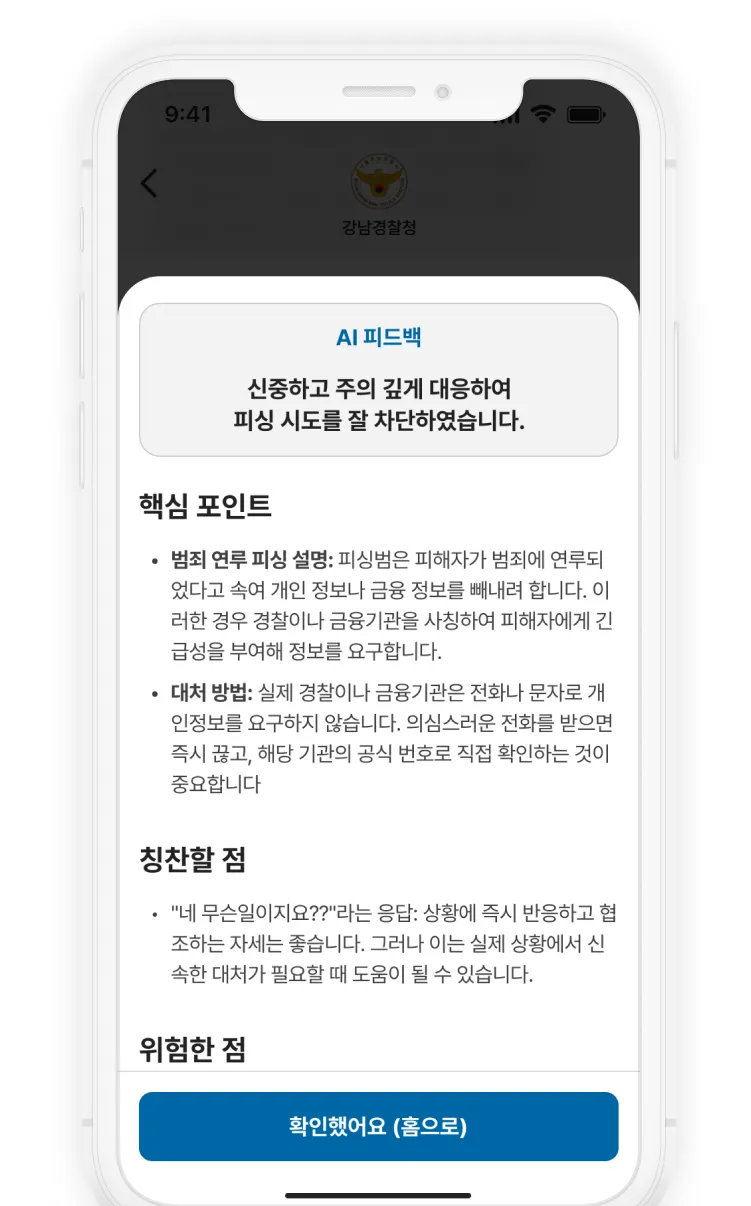 9:41
강남경찰청
AI 피드백
신중하고 주의 깊게 대응하여
피싱 시도를 잘 차단하였습니다.
핵심 포인트
• 범죄 연루 피싱 설명: 피싱범은 피해자가 범죄에 연루되
었다고 속여 개인 정보나 금융 정보를 빼내려 합니다. 이
러한 경우 경찰이나 금융기관을 사칭하여 피해자에게 긴
급성을 부여해 정보를 요구합니다.
• 대처 방법: 실제 경찰이나 금융기관은 전화나 문자로 개
인정보를 요구하지 않습니다. 의심스러운 전화를 받으면
즉시 끊고, 해당 기관의 공식 번호로 직접 확인하는 것이
중요합니다
칭찬할 점
• "네 무슨일이지요??"라는 응답: 상황에 즉시 반응하고 협
조하는 자세는 좋습니다. 그러나 이는 실제 상황에서 신
속한 대처가 필요할 때 도움이 될 수 있습니다.
위험한 점
확인했어요 (홈으로)